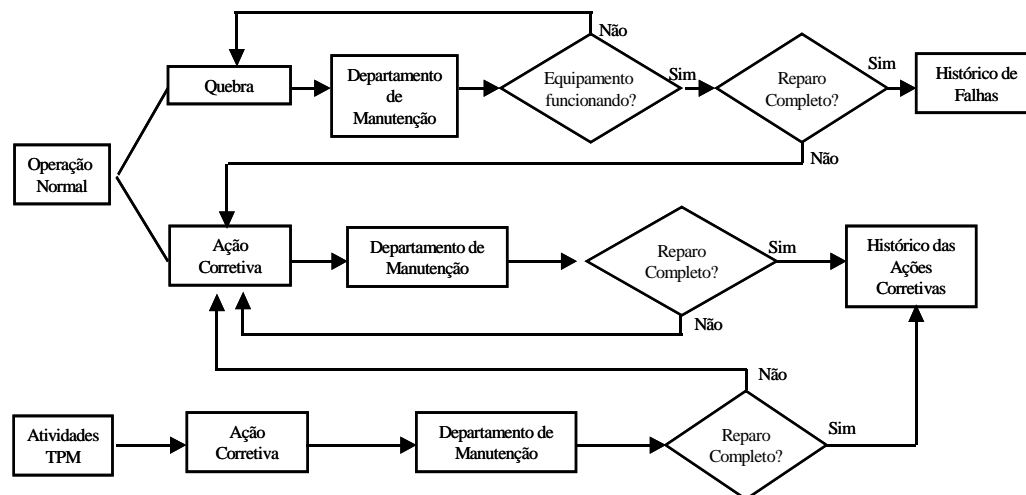 Não
Quebra
Departamento
de
Manutenção
Equipamento
funcionando?
Sim
Reparo
Completo?
Sim
Histórico de
Falhas
Não
Operação
Normal
Ação
Corretiva
Departamento de
Manutenção
Reparo
Completo?
Sim
Histórico das
Ações
Corretivas
Não
Não
Atividades
TPM
Ação
Corretiva
Departamento de
Manutenção
Reparo
Completo?
Sim